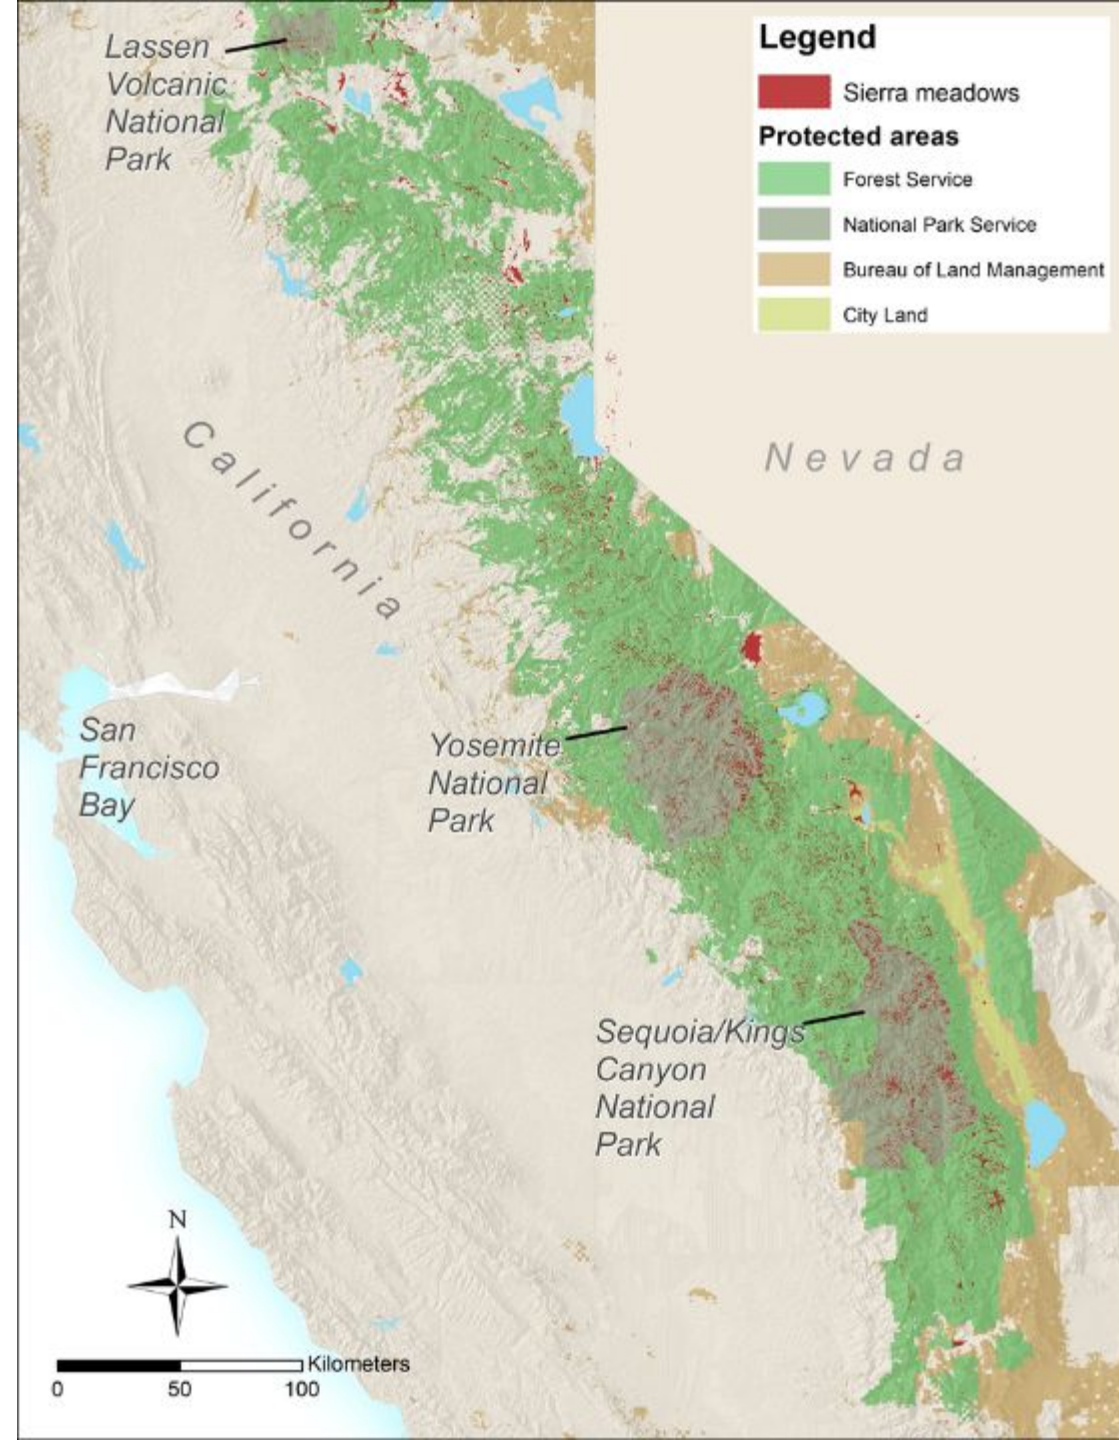 Lassen
Volcanic
National
Park
Legend
Sierra meadows
Protected areas
Forest Service
National Park Service
Bureau of Land Management
City Land
California
Nevada
San
Francisco
Bay
Yosemite
National
Park
Sequoia/Kings
Canyon
National
Park
N
Kilometers
0 50 100